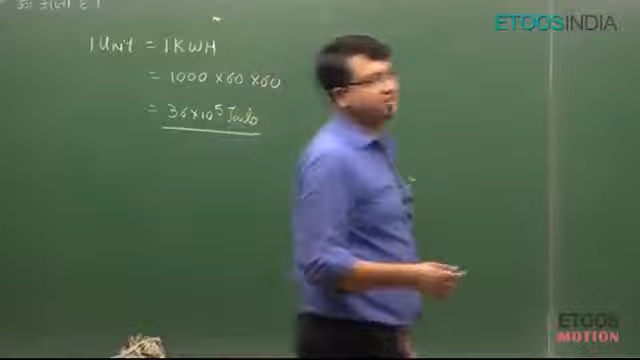 ETOOSINDIA
1 Unit = 1 KWH
= 1000 × 60 × 60
= 36×10⁵ Joule
ETOOS
MOTION